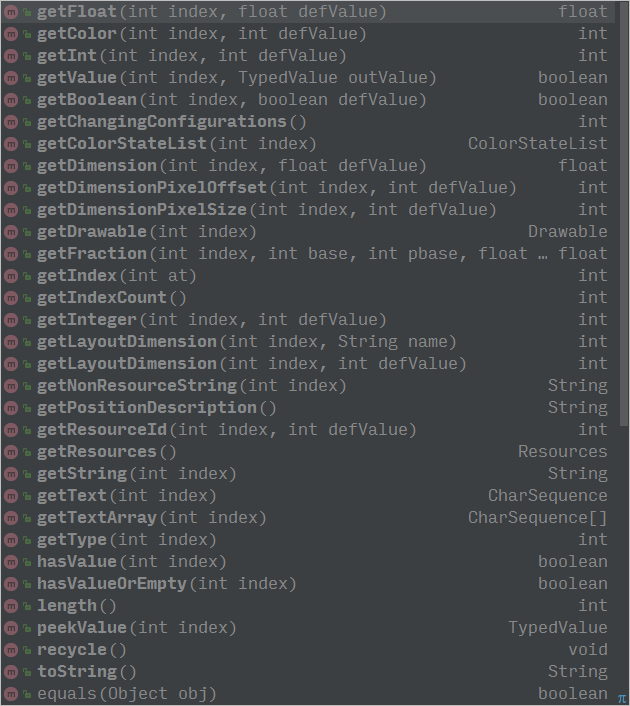 getFloat(int index, float defValue) float
getColor(int index, int defValue) int
getInt(int index, int defValue) int
getValue(int index, TypedValue outValue) boolean
getBoolean(int index, boolean defValue) boolean
getChangingConfigurations() int
getColorStateList(int index) ColorStateList
getDimension(int index, float defValue) float
getDimensionPixelOffset(int index, int defValue) int
getDimensionPixelSize(int index, int defValue) int
getDrawable(int index) Drawable
getFraction(int index, int base, int pbase, float … float
getIndex(int at) int
getIndexCount() int
getInteger(int index, int defValue) int
getLayoutDimension(int index, String name) int
getLayoutDimension(int index, int defValue) int
getNonResourceString(int index) String
getPositionDescription() String
getResourceId(int index, int defValue) int
getResources() Resources
getString(int index) String
getText(int index) CharSequence
getTextArray(int index) CharSequence[]
getType(int index) int
hasValue(int index) boolean
hasValueOrEmpty(int index) boolean
length() int
peekValue(int index) TypedValue
recycle() void
toString() String
equals(Object obj) boolean
π